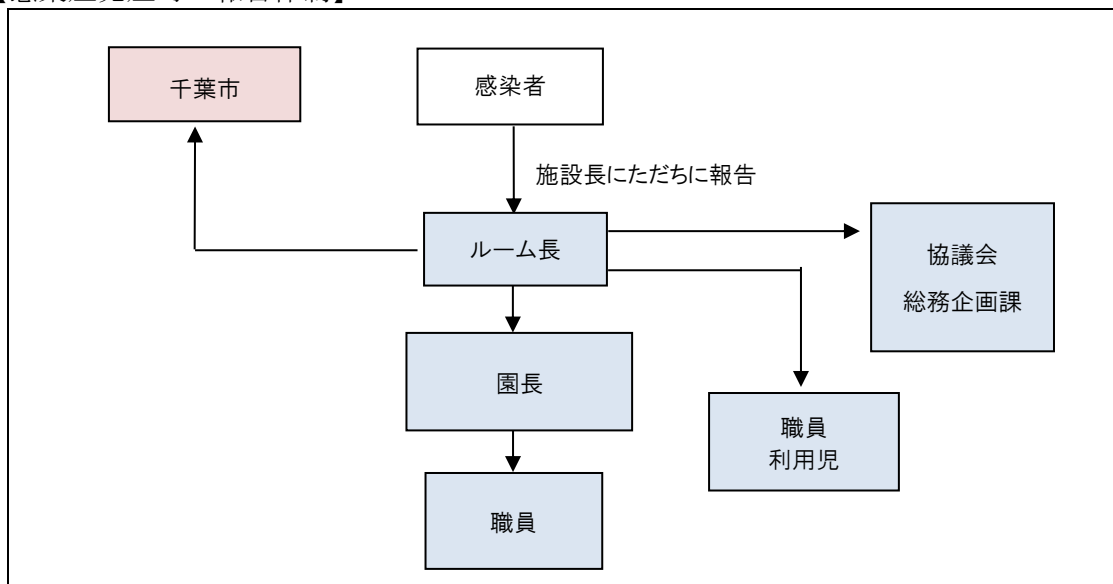 千葉市
感染者
施設長にただちに報告
ルーム長
協議会
総務企画課
園長
職員
利用児
職員